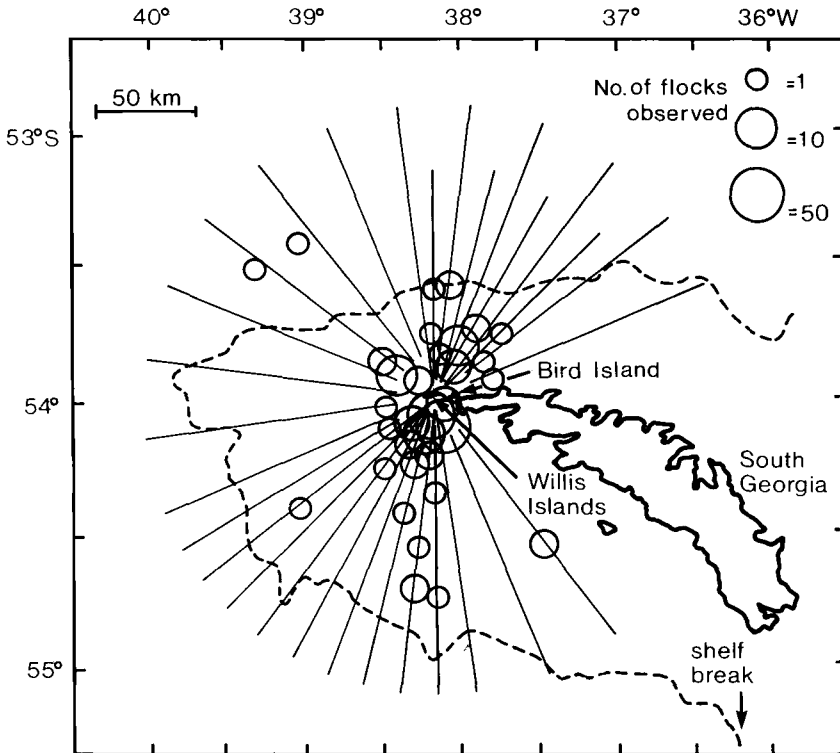 40° 39° 38° 37° 36°W
50 km
No. of flocks
observed
=1
=10
=50
53°S
54°
55°
Bird Island
Willis
Islands
South
Georgia
shelf
break